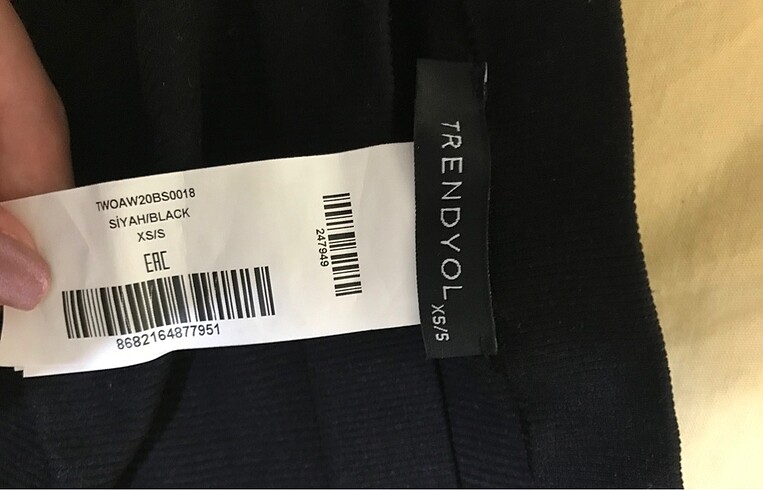 TWOAW20BS0018
SİYAH/BLACK
XS/S
EAC
8682164877951
247949
TRENDYOL
XS/S